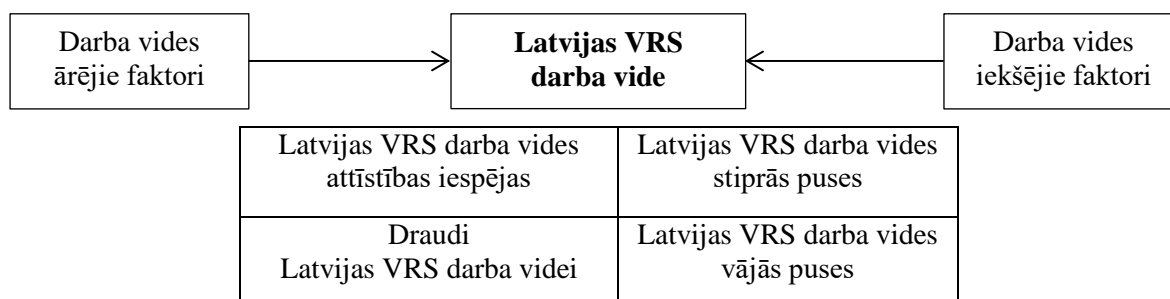 Darba vides
ārējie faktori
Latvijas VRS
darba vide
Darba vides
iekšējie faktori
Latvijas VRS darba vides
attīstības iespējas
Latvijas VRS darba vides
stiprās puses
Draudi
Latvijas VRS darba videi
Latvijas VRS darba vides
vājās puses